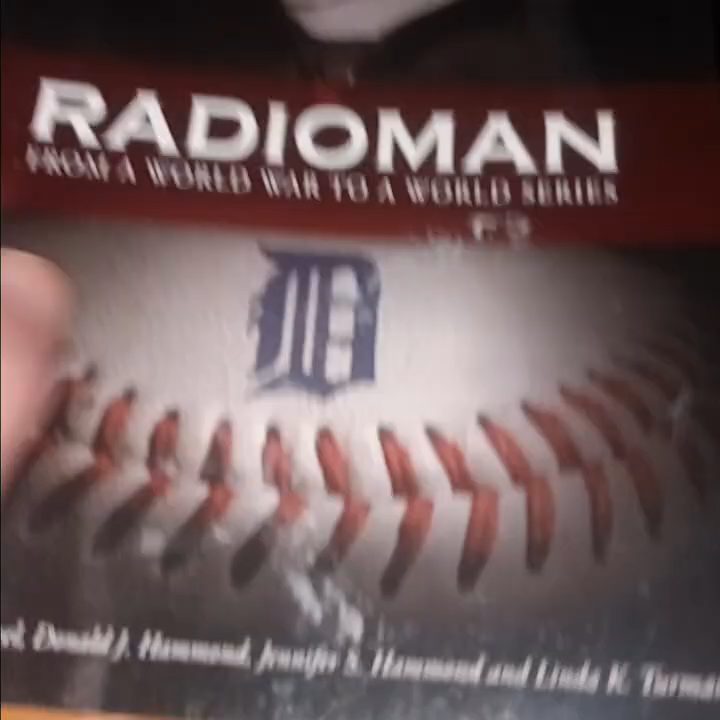 RADIOMAN
FROM A WORLD WAR TO A WORLD SERIES
D
Donald J. Hammond, Jennifer S. Hammond and Linda K.